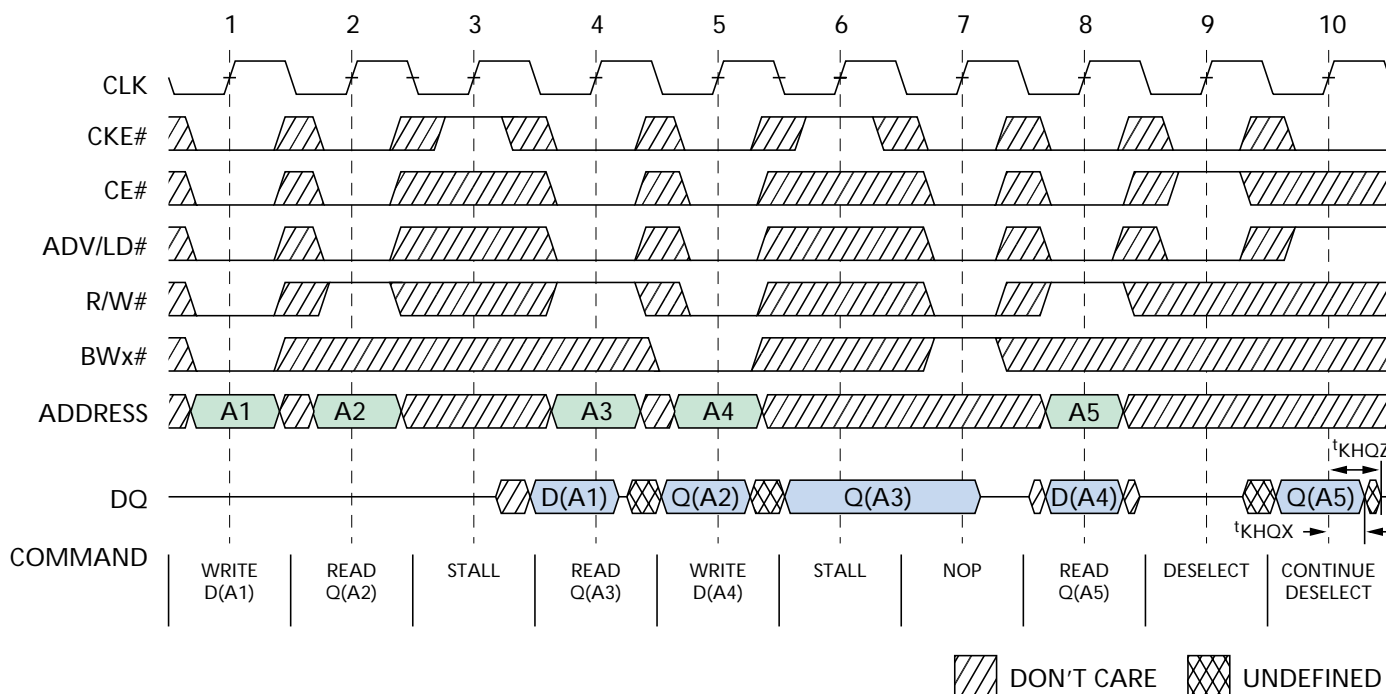 1 2 3 4 5 6 7 8 9 10
CLK
CKE#
CE#
ADV/LD#
R/W#
BWx#
ADDRESS A1 A2 A3 A4 A5
tKHQZ
DQ D(A1) Q(A2) Q(A3) D(A4) Q(A5)
tKHQX
COMMAND
WRITE READ STALL READ WRITE STALL NOP READ DESELECT CONTINUE
D(A1) Q(A2) Q(A3) D(A4) Q(A5) DESELECT
DON'T CARE UNDEFINED